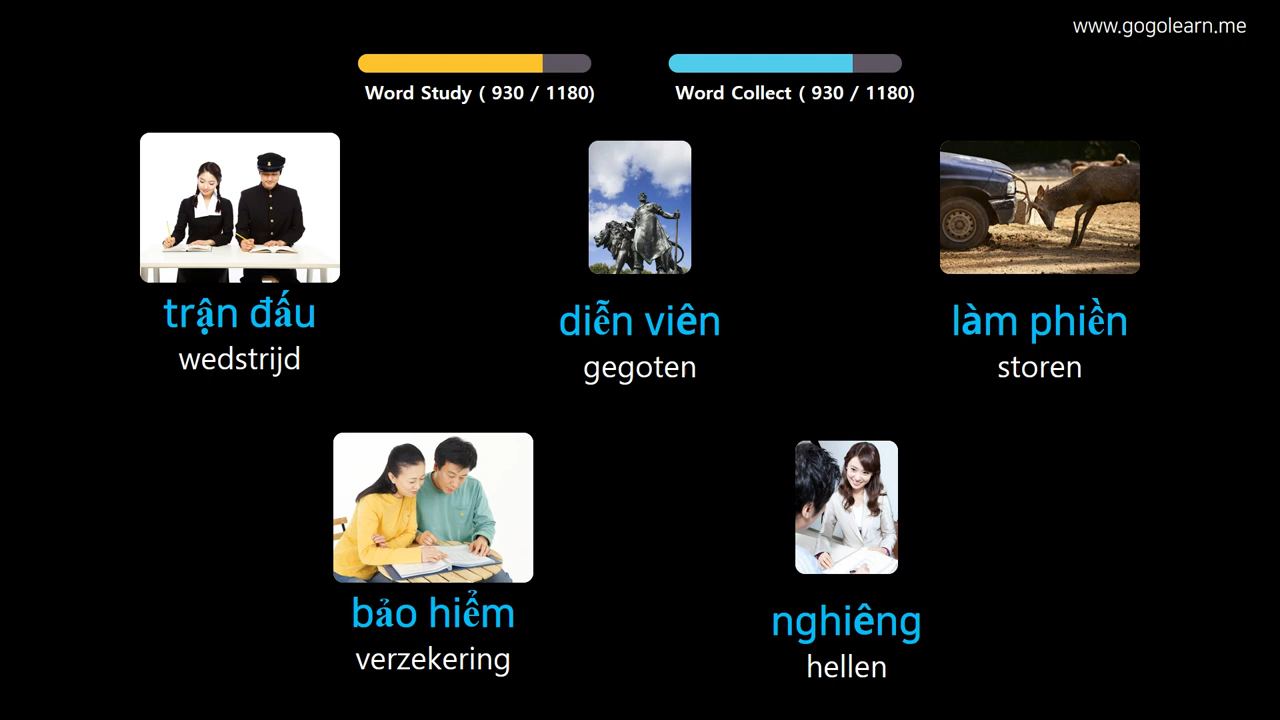 www.gogolearn.me
Word Study ( 930 / 1180)
Word Collect ( 930 / 1180)
trận đấu
wedstrijd
diễn viên
gegoten
làm phiền
storen
bảo hiểm
verzekering
nghiêng
hellen